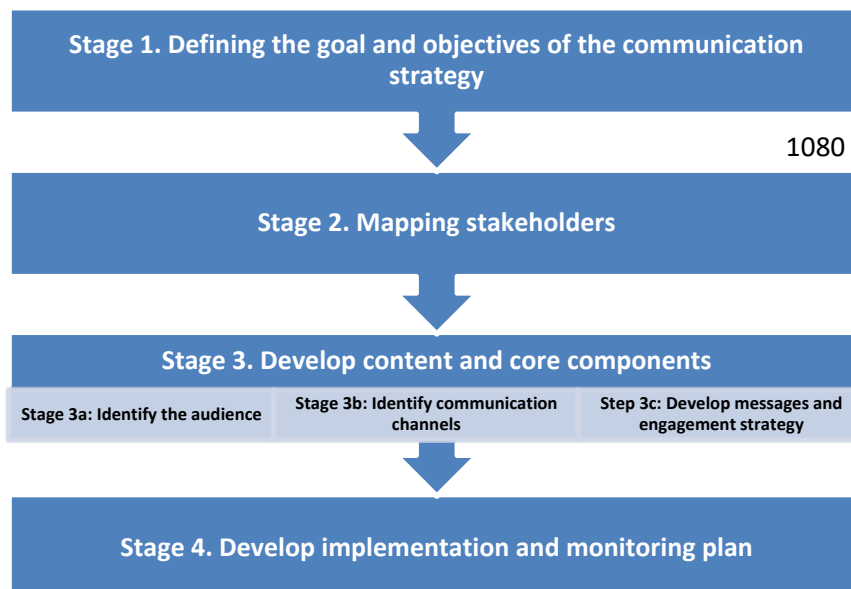 Stage 1. Defining the goal and objectives of the communication
strategy
1080
Stage 2. Mapping stakeholders
Stage 3. Develop content and core components
Stage 3a: Identify the audience
Stage 3b: Identify communication
channels
Step 3c: Develop messages and
engagement strategy
Stage 4. Develop implementation and monitoring plan